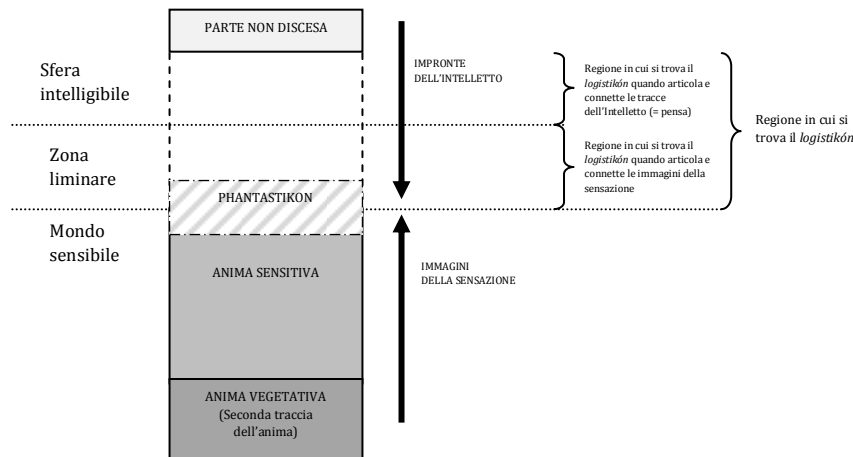 PARTE NON DISCESA
Sfera
intelligibile
IMPRONTE
DELL'INTELLETTO
Regione in cui si trova il
logistikón quando articola e
connette le tracce
dell'Intelletto (= pensa)
Regione in cui si
trova il logistikón
Zona
liminare
Regione in cui si trova il
logistikón quando articola e
connette le immagini della
sensazione
PHANTASTIKON
Mondo
sensibile
ANIMA SENSITIVA
IMMAGINI
DELLA SENSAZIONE
ANIMA VEGETATIVA
(Seconda traccia
dell'anima)